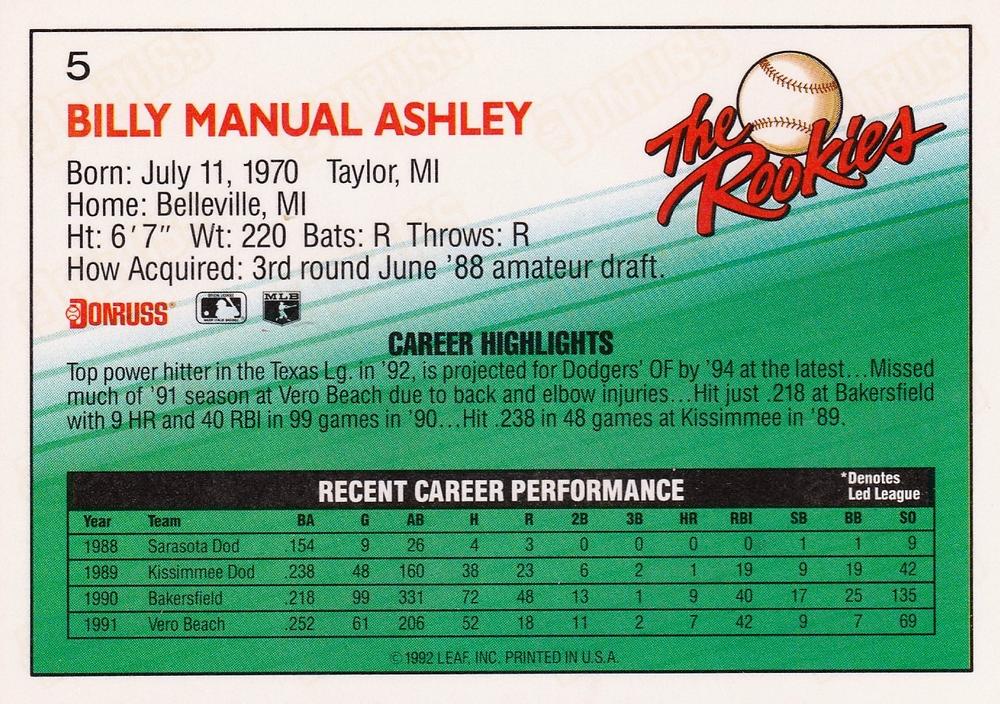 5
The Rookies
BILLY MANUAL ASHLEY
Born: July 11, 1970 Taylor, MI
Home: Belleville, MI
Ht: 6'7" Wt: 220 Bats: R Throws: R
How Acquired: 3rd round June '88 amateur draft.
DONRUSS MLB
CAREER HIGHLIGHTS
Top power hitter in the Texas Lg. in '92, is projected for Dodgers' OF by '94 at the latest...Missed
much of '91 season at Vero Beach due to back and elbow injuries...Hit just .218 at Bakersfield
with 9 HR and 40 RBI in 99 games in '90...Hit .238 in 48 games at Kissimmee in '89.
RECENT CAREER PERFORMANCE
*Denotes
Led League
Year Team BA G AB H R 2B 3B HR RBI SB BB SO
1988 Sarasota Dod .154 9 26 4 3 0 0 0 0 1 1 9
1989 Kissimmee Dod .238 48 160 38 23 6 2 1 19 9 19 42
1990 Bakersfield .218 99 331 72 48 13 1 9 40 17 25 135
1991 Vero Beach .252 61 206 52 18 11 2 7 42 9 7 69
© 1992 LEAF, INC. PRINTED IN U.S.A.